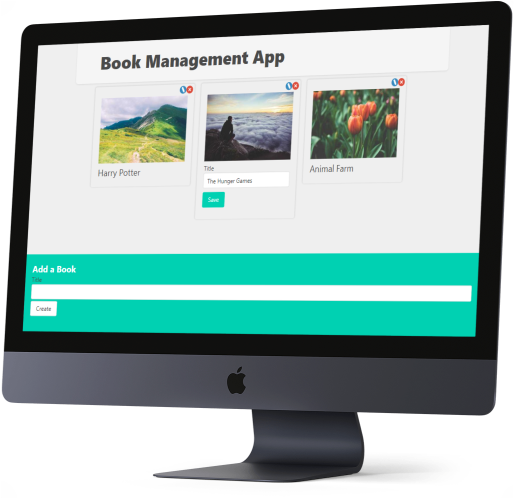 Book Management App
Harry Potter
Title
The Hunger Games
Save
Animal Farm
Add a Book
Title
Create